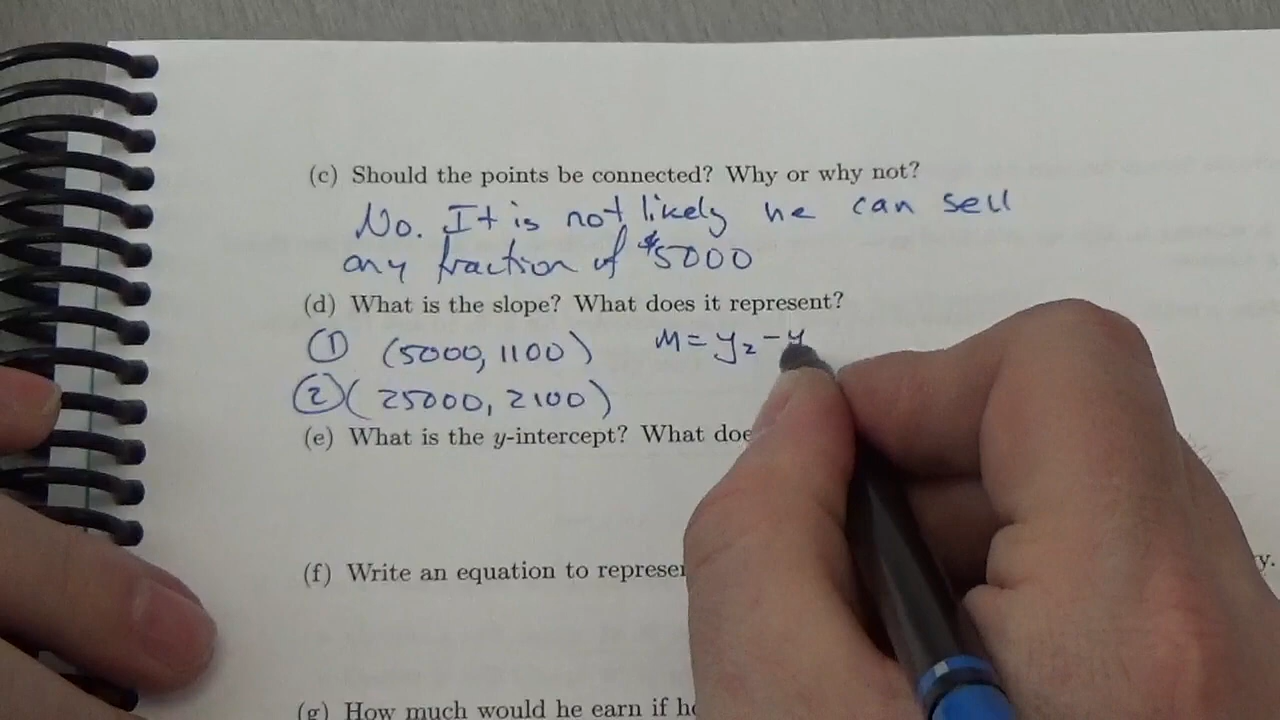 (c) Should the points be connected? Why or why not?
No. It is not likely he can sell
any fraction of $5000
(d) What is the slope? What does it represent?
① (5000, 1100) m = y₂ - y
② (25000, 2100)
(e) What is the y-intercept? What
(f) Write an equation to
y.
(g) How much would he earn if